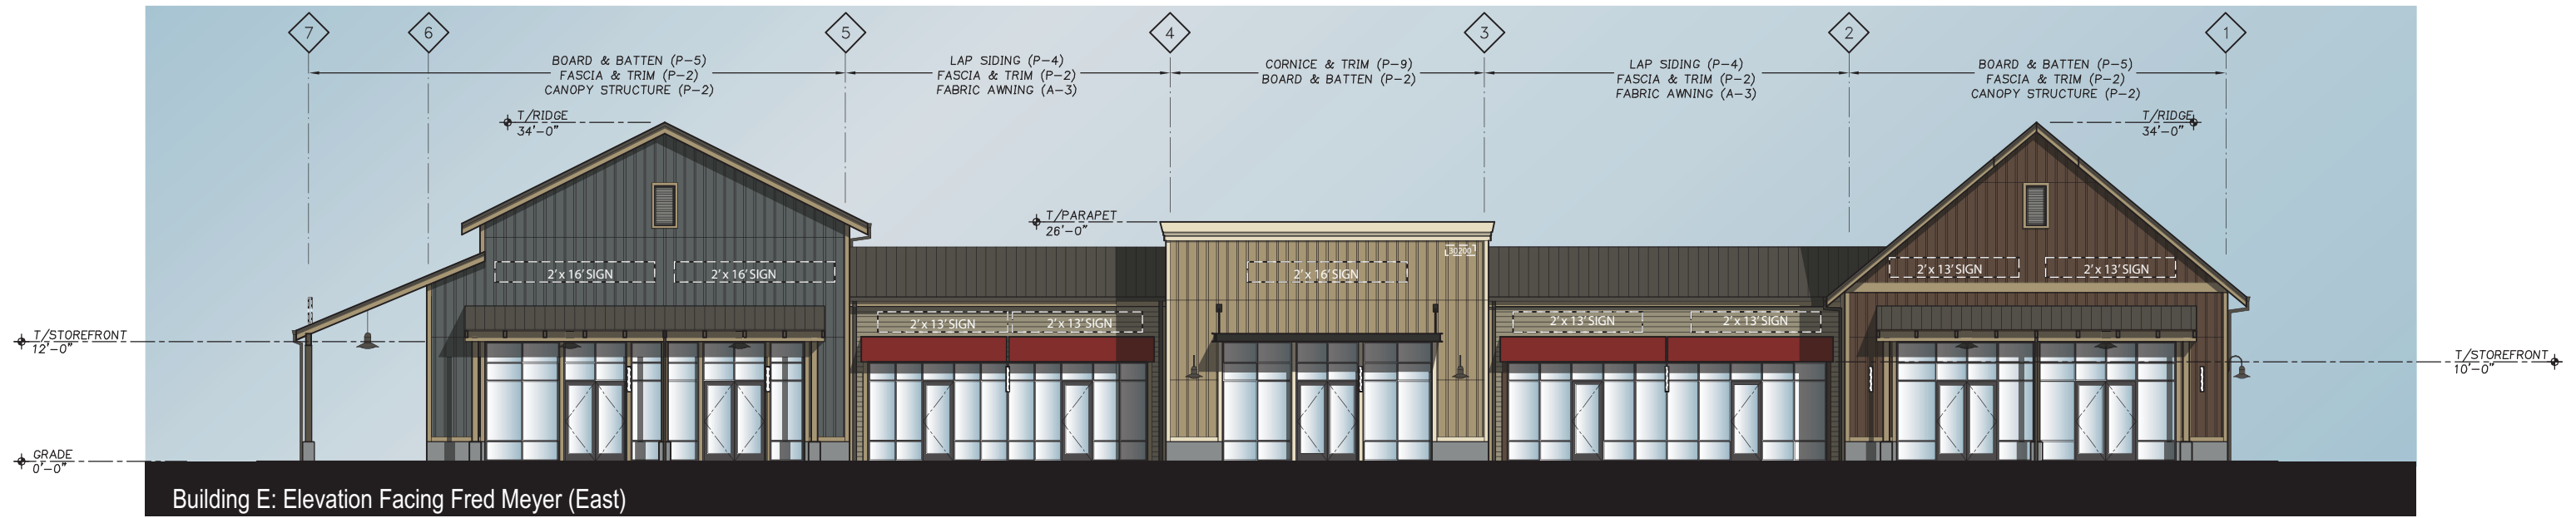 7
6
5
4
3
2
1
BOARD & BATTEN (P-5)
FASCIA & TRIM (P-2)
CANOPY STRUCTURE (P-2)
LAP SIDING (P-4)
FASCIA & TRIM (P-2)
FABRIC AWNING (A-3)
CORNICE & TRIM (P-9)
BOARD & BATTEN (P-2)
LAP SIDING (P-4)
FASCIA & TRIM (P-2)
FABRIC AWNING (A-3)
BOARD & BATTEN (P-5)
FASCIA & TRIM (P-2)
CANOPY STRUCTURE (P-2)
T/RIDGE
34'-0"
T/RIDGE
34'-0"
T/PARAPET
26'-0"
30200
2' x 16' SIGN
2' x 16' SIGN
2' x 16' SIGN
2' x 13' SIGN
2' x 13' SIGN
2' x 13' SIGN
2' x 13' SIGN
2' x 13' SIGN
2' x 13' SIGN
T/STOREFRONT
12'-0"
T/STOREFRONT
10'-0"
GRADE
0'-0"
Building E: Elevation Facing Fred Meyer (East)